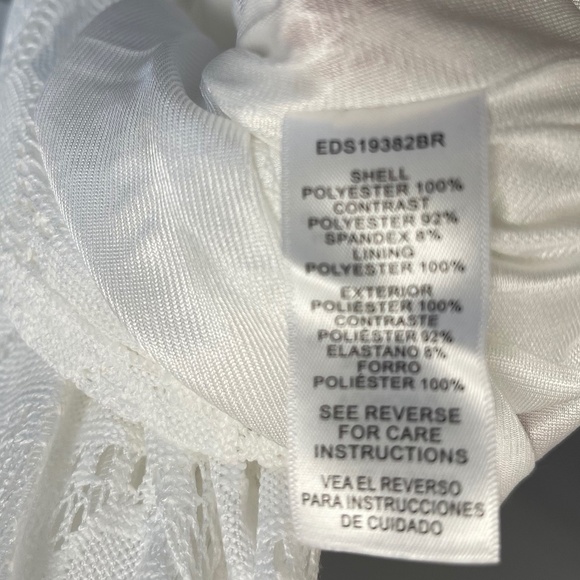 EDS19382BR
SHELL
POLYESTER 100%
CONTRAST
POLYESTER 92%
SPANDEX 8%
LINING
POLYESTER 100%
EXTERIOR
POLIÉSTER 100%
CONTRASTE
POLIÉSTER 92%
ELASTANO 8%
FORRO
POLIÉSTER 100%
SEE REVERSE
FOR CARE
INSTRUCTIONS
VEA EL REVERSO
PARA INSTRUCCIONES
DE CUIDADO